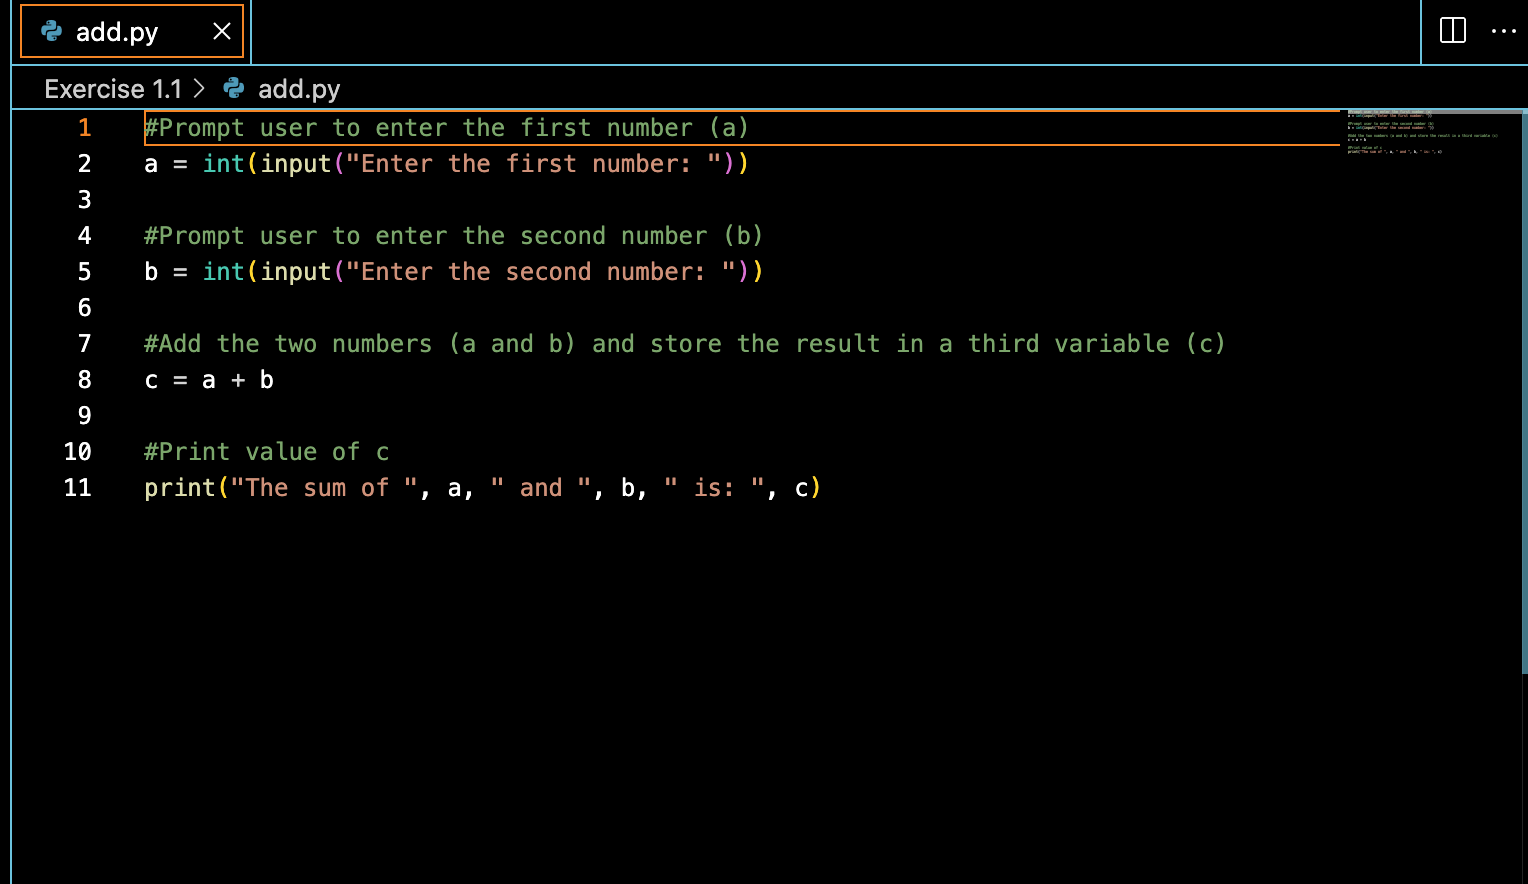 add.py
Exercise 1.1 > add.py
1 #Prompt user to enter the first number (a)
2 a = int(input("Enter the first number: "))
3
4 #Prompt user to enter the second number (b)
5 b = int(input("Enter the second number: "))
6
7 #Add the two numbers (a and b) and store the result in a third variable (c)
8 c = a + b
9
10 #Print value of c
11 print("The sum of ", a, " and ", b, " is: ", c)